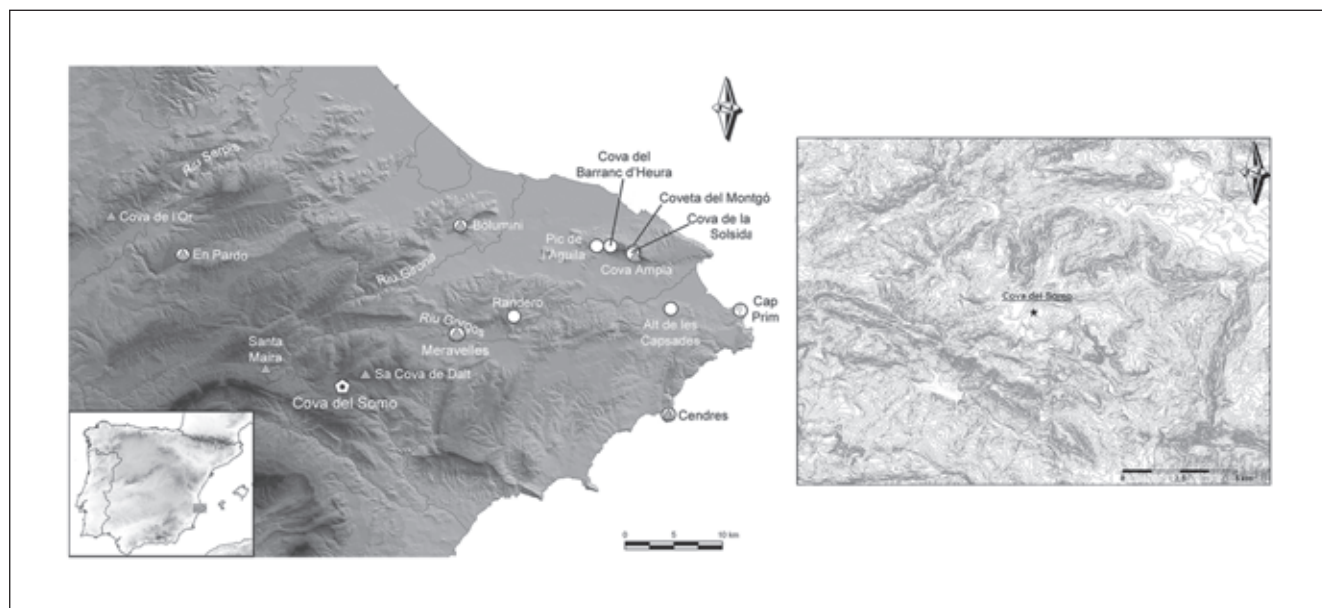 Riu Serpis
Cova de l'Or
En Pardo
Bolumini
Riu Girona
Cova del
Barranc d'Heura
Coveta del Montgó
Cova de la
Solsida
Pic de
l'Aguila
Cova Ampla
Randero
Riu Gorgos
Meravelles
Alt de les
Capsades
Cap
Prim
Santa
Maira
Sa Cova de Dalt
Cova del Somo
Cendres
0 5 10 km
Cova del Somo
0